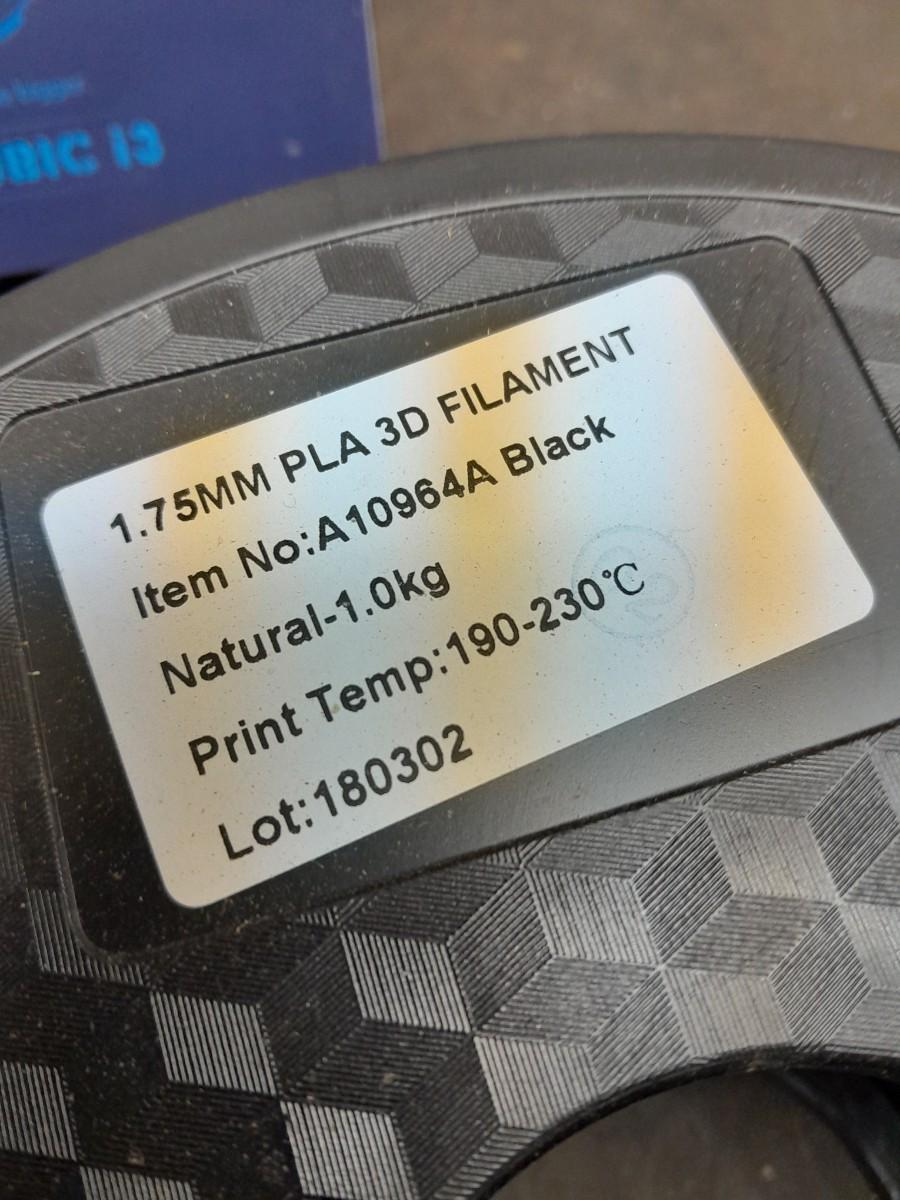 BIC i3
1.75MM PLA 3D FILAMENT
Item No:A10964A Black
Natural-1.0kg
Print Temp:190-230℃
Lot:180302